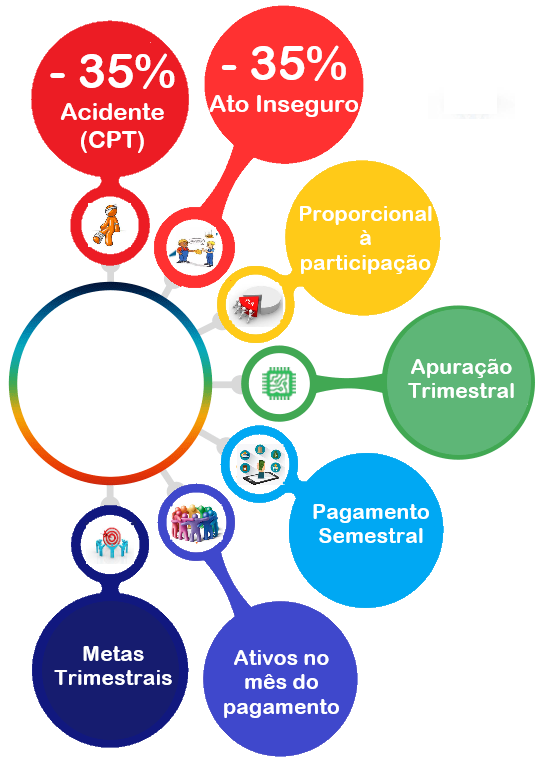 - 35%
Acidente
(CPT)
- 35%
Ato Inseguro
Proporcional
à
participação
Apuração
Trimestral
Pagamento
Semestral
Ativos no
mês do
pagamento
Metas
Trimestrais